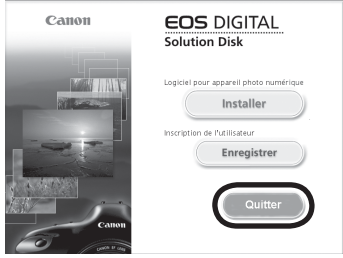 Canon
EOS DIGITAL
Solution Disk
Logiciel pour appareil photo numérique
Installer
Inscription de l'utilisateur
Enregistrer
Quitter
Canon